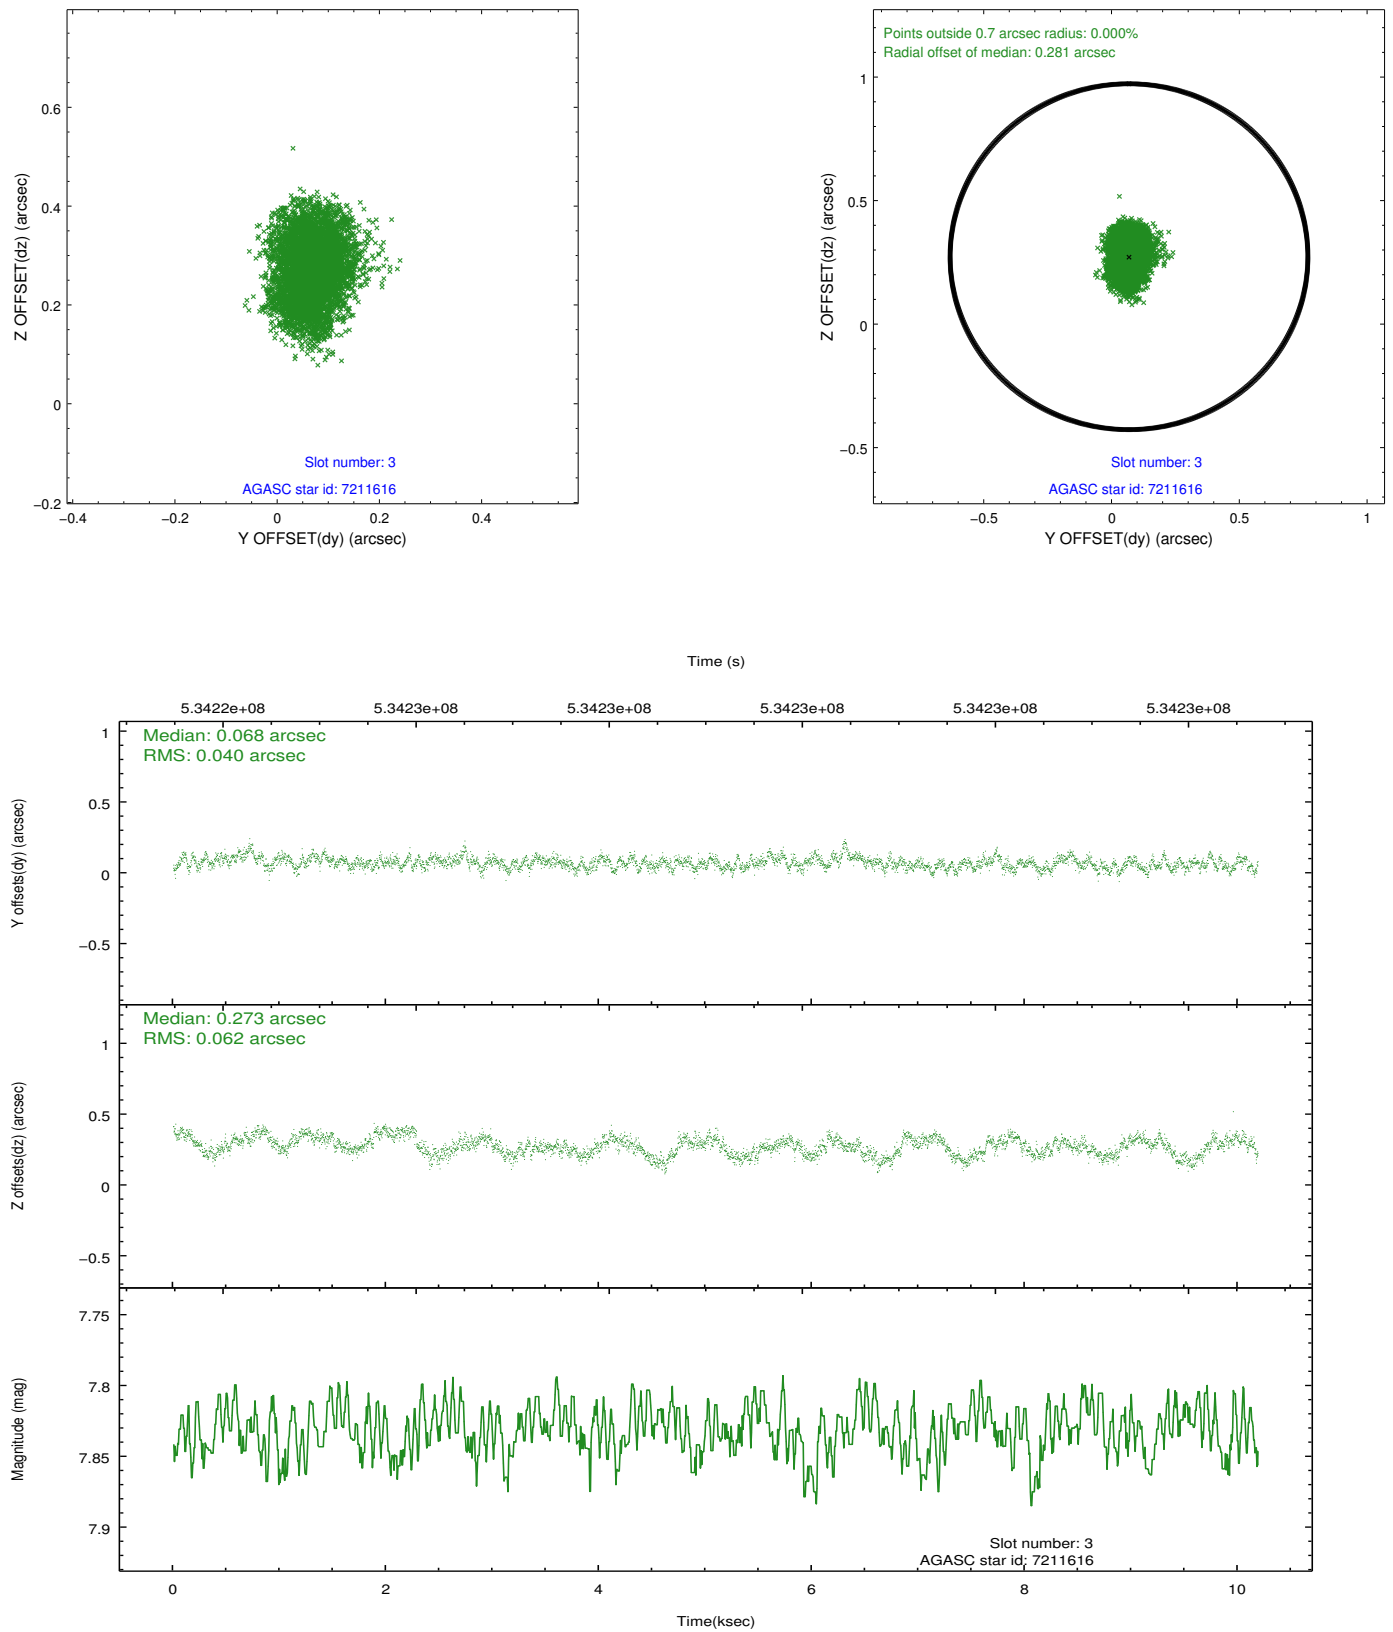 Points outside 0.7 arcsec radius: 0.000%
Radial offset of median: 0.281 arcsec
0.6
0.4
0.2
0
−0.2
Z OFFSET(dz) (arcsec)
−0.4
−0.2
0
0.2
0.4
Y OFFSET(dy) (arcsec)
Slot number: 3
AGASC star id: 7211616
1
0.5
0
−0.5
Z OFFSET(dz) (arcsec)
−0.5
0
0.5
1
Y OFFSET(dy) (arcsec)
Slot number: 3
AGASC star id: 7211616
Time (s)
5.3422e+08
5.3423e+08
5.3423e+08
5.3423e+08
5.3423e+08
5.3423e+08
Median: 0.068 arcsec
RMS: 0.040 arcsec
1
0.5
0
−0.5
Y offsets(dy) (arcsec)
Median: 0.273 arcsec
RMS: 0.062 arcsec
1
0.5
0
−0.5
Z offsets(dz) (arcsec)
7.75
7.8
7.85
7.9
Magnitude (mag)
Slot number: 3
AGASC star id: 7211616
0
2
4
6
8
10
Time(ksec)